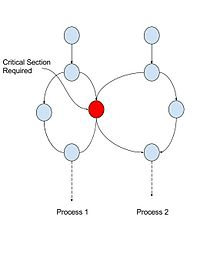 Critical Section
Required
Process 1
Process 2